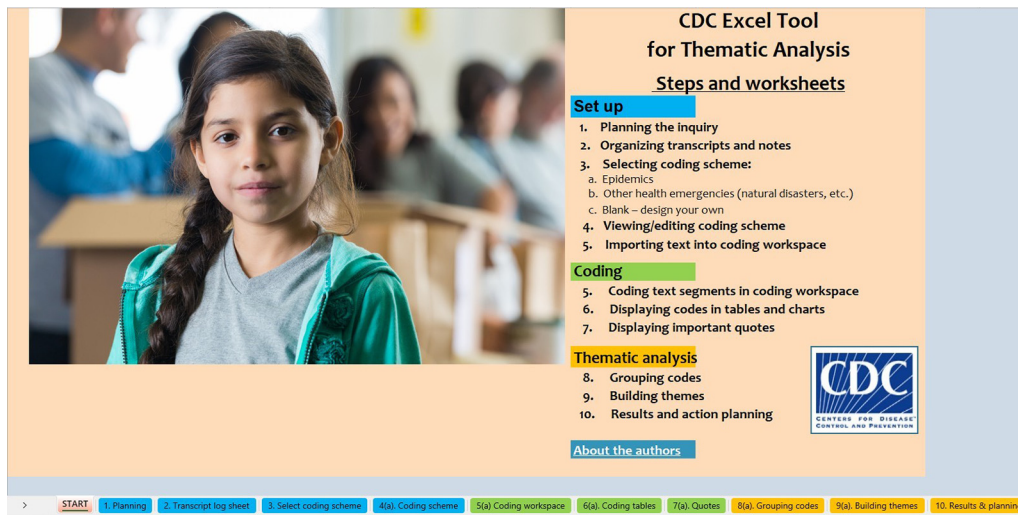 CDC Excel Tool
for Thematic Analysis
Steps and worksheets
Set up
1. Planning the inquiry
2. Organizing transcripts and notes
3. Selecting coding scheme:
a. Epidemics
b. Other health emergencies (natural disasters, etc.)
c. Blank – design your own
4. Viewing/editing coding scheme
5. Importing text into coding workspace
Coding
5. Coding text segments in coding workspace
6. Displaying codes in tables and charts
7. Displaying important quotes
Thematic analysis
8. Grouping codes
9. Building themes
10. Results and action planning
CDC
CENTERS FOR DISEASE™
CONTROL AND PREVENTION
About the authors
START 1. Planning 2. Transcript log sheet 3. Select coding scheme 4(a). Coding scheme 5(a) Coding workspace 6(a). Coding tables 7(a). Quotes 8(a). Grouping codes 9(a). Building themes 10. Results & plannin